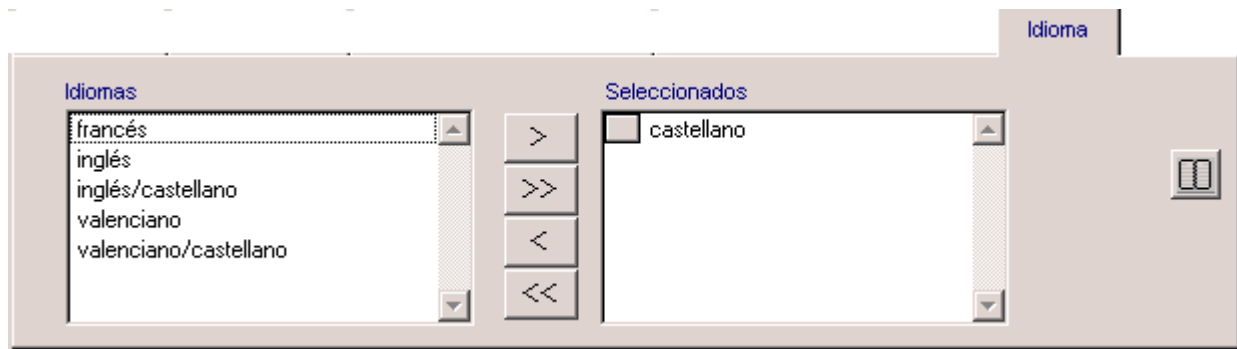 Idioma
Idiomas
Seleccionados
francés
inglés
inglés/castellano
valenciano
valenciano/castellano
>
>>
<
<<
castellano